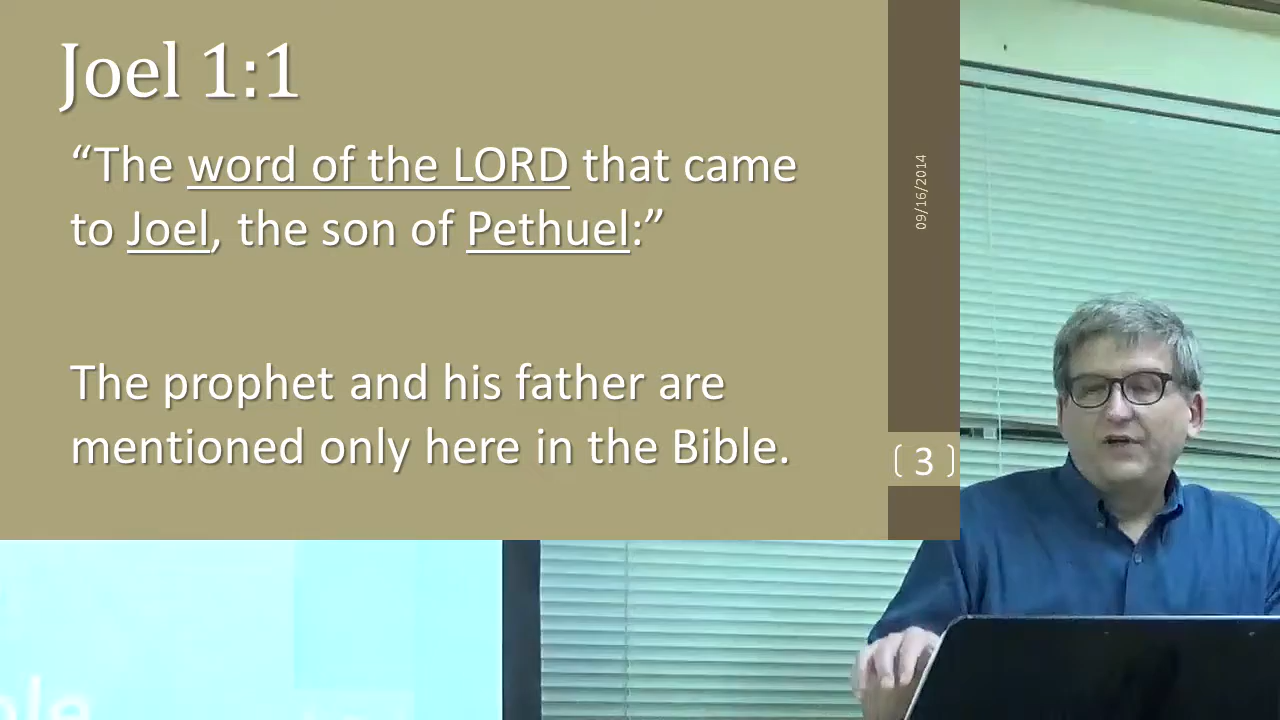 Joel 1:1
“The word of the LORD that came
to Joel, the son of Pethuel:”
The prophet and his father are
mentioned only here in the Bible.
09/16/2014
3